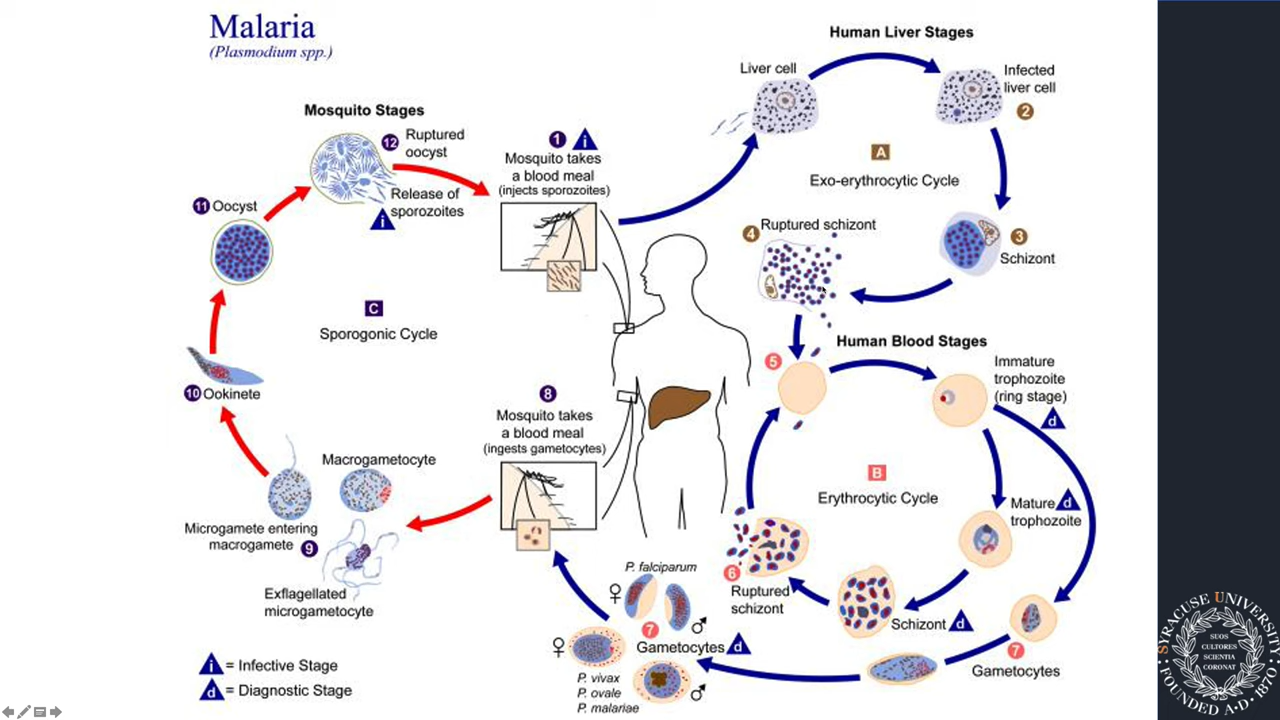 Malaria
(Plasmodium spp.)
Human Liver Stages
Liver cell
Infected
liver cell
2
A
Exo-erythrocytic Cycle
4 Ruptured schizont
3
Schizont
Mosquito Stages
12 Ruptured
oocyst
Release of
sporozoites
i
11 Oocyst
C
Sporogonic Cycle
10 Ookinete
Macrogametocyte
Microgamete entering
macrogamete 9
Exflagellated
microgametocyte
1 i
Mosquito takes
a blood meal
(injects sporozoites)
8
Mosquito takes
a blood meal
(ingests gametocytes)
Human Blood Stages
5
Immature
trophozoite
(ring stage)
d
B
Erythrocytic Cycle
Mature d
trophozoite
6
Ruptured
schizont
Schizont d
7
Gametocytes
P. falciparum
♀
7 ♂
Gametocytes d
♀
♂
P. vivax
P. ovale
P. malariae
i = Infective Stage
d = Diagnostic Stage
SYRACUSE UNIVERSITY
FOUNDED A·D·1870
SUOS
CULTORES
SCIENTIA
CORONAT